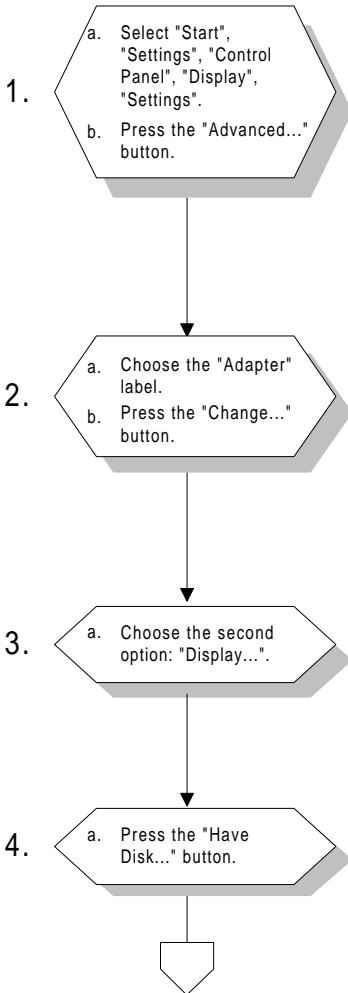 1.
a. Select "Start",
"Settings", "Control
Panel", "Display",
"Settings".
b. Press the "Advanced..."
button.
2.
a. Choose the "Adapter"
label.
b. Press the "Change..."
button.
3.
a. Choose the second
option: "Display...".
4.
a. Press the "Have
Disk..." button.